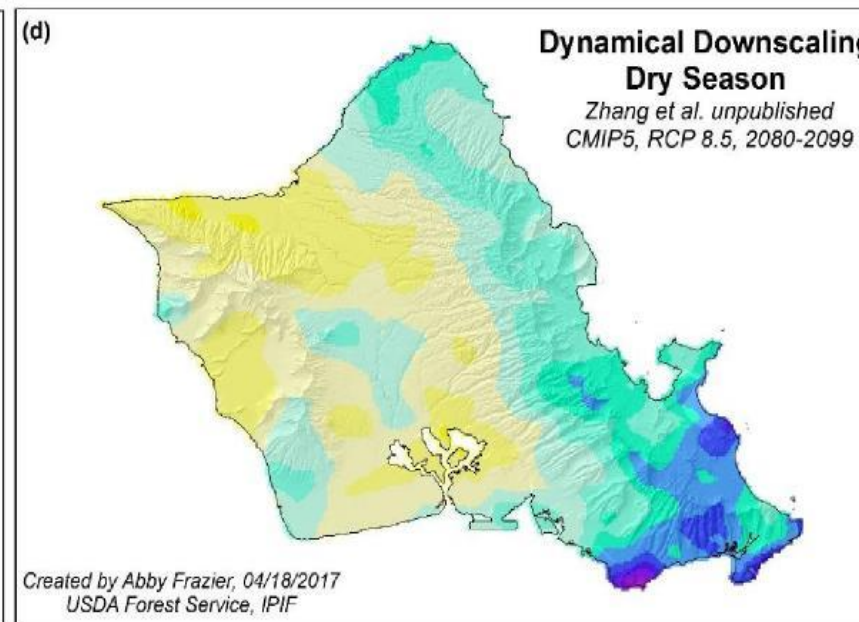 (d)
Dynamical Downscaling
Dry Season
Zhang et al. unpublished
CMIP5, RCP 8.5, 2080-2099
Created by Abby Frazier, 04/18/2017
USDA Forest Service, IPIF